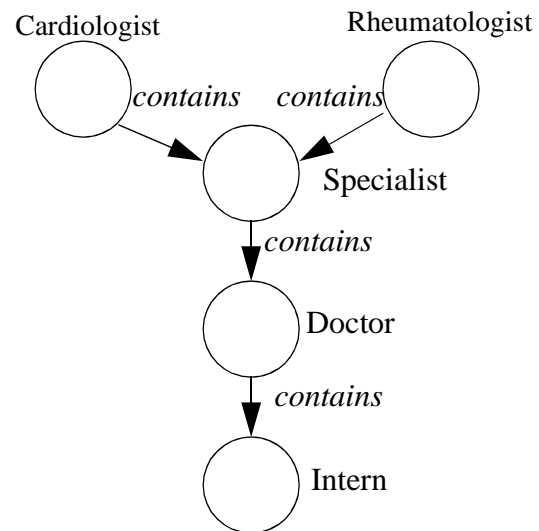 Cardiologist
Rheumatologist
contains
contains
Specialist
contains
Doctor
contains
Intern